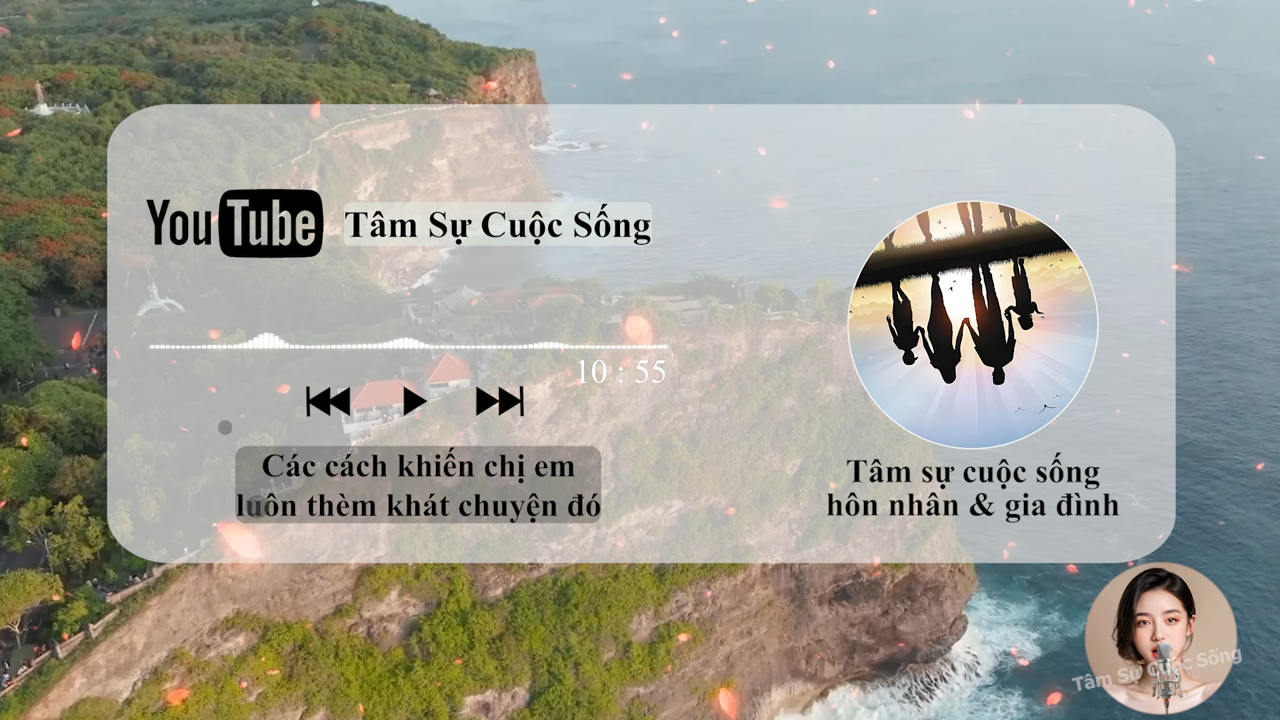 YouTube Tâm Sự Cuộc Sống
10 : 55
Các cách khiến chị em
luôn thèm khát chuyện đó
Tâm sự cuộc sống
hôn nhân & gia đình
Tâm Sự Cuộc Sống